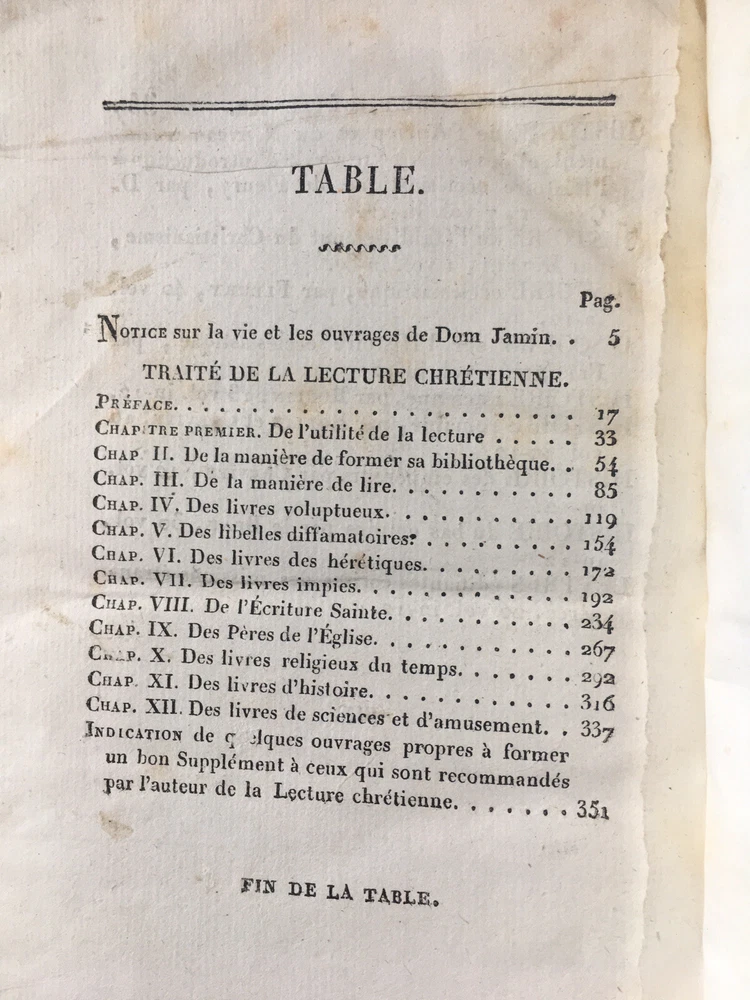 TABLE.
Pag.
NOTICE sur la vie et les ouvrages de Dom Jamin. . 5
TRAITÉ DE LA LECTURE CHRÉTIENNE.
PRÉFACE. . . . . . . . . . . . . . . . . . . . . . 17
CHAPITRE PREMIER. De l'utilité de la lecture . . . . . 33
CHAP. II. De la manière de former sa bibliothèque. . 54
CHAP. III. De la manière de lire. . . . . . . . . . . 85
CHAP. IV. Des livres voluptueux. . . . . . . . . . . 119
CHAP. V. Des libelles diffamatoires. . . . . . . . . 154
CHAP. VI. Des livres des hérétiques. . . . . . . . . 172
CHAP. VII. Des livres impies. . . . . . . . . . . . . 192
CHAP. VIII. De l'Écriture Sainte. . . . . . . . . . . 234
CHAP. IX. Des Pères de l'Église. . . . . . . . . . . 267
CHAP. X. Des livres religieux du temps. . . . . . . 292
CHAP. XI. Des livres d'histoire. . . . . . . . . . . 316
CHAP. XII. Des livres de sciences et d'amusement. . 337
INDICATION de quelques ouvrages propres à former
un bon Supplément à ceux qui sont recommandés
par l'auteur de la Lecture chrétienne. . . . . . . 351
FIN DE LA TABLE.